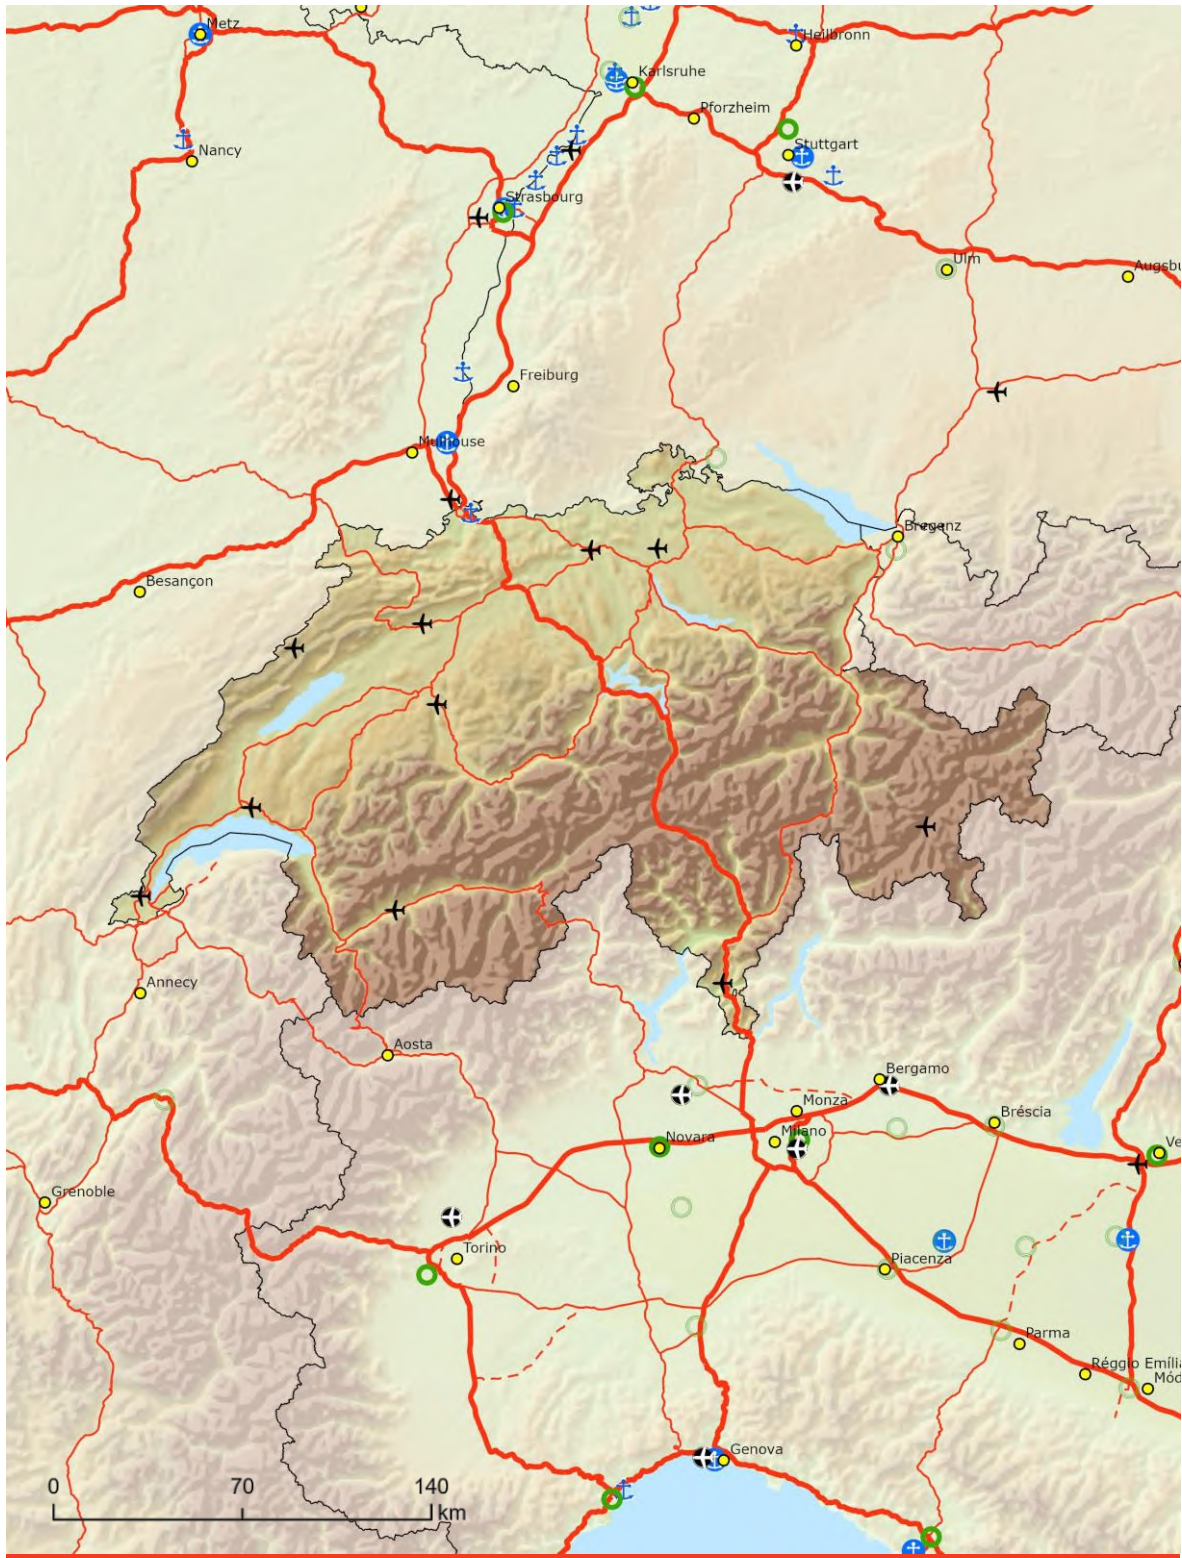 Metz
Heilbronn
Karlsruhe
Pforzheim
Nancy
Stuttgart
Strasbourg
Ulm
Augsbu
Freiburg
Mulhouse
Bregenz
Besançon
Annecy
Aosta
Bergamo
Monza
Bréscia
Milano
Novara
Ve
Grenoble
Torino
Piacenza
Parma
Réggio Emília
Mód
Genova
0 70 140
km